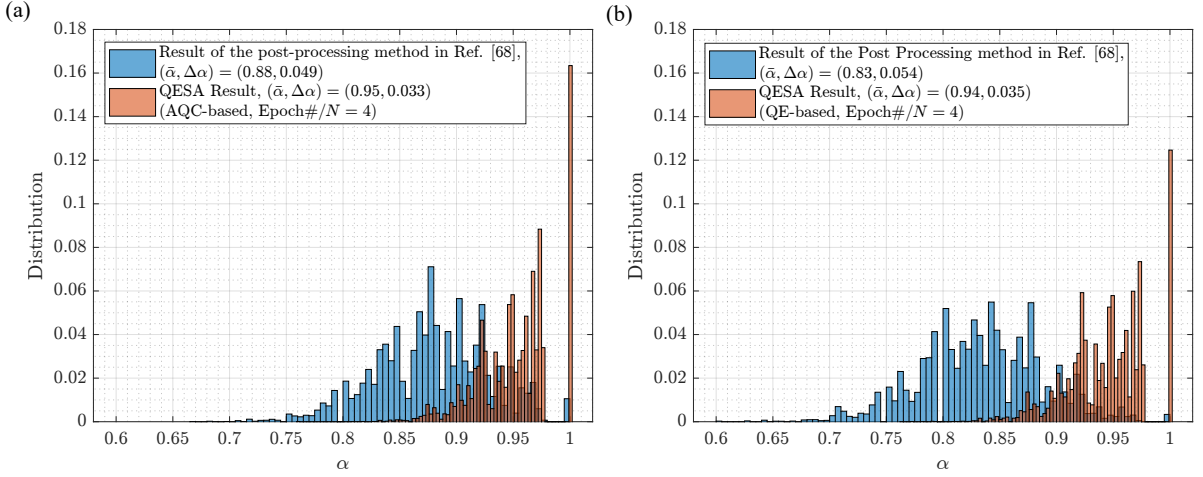 (a)
0.18
0.16
0.14
0.12
0.1
0.08
0.06
0.04
0.02
0
Distribution
Result of the post-processing method in Ref. [68],
(ᾱ, Δα) = (0.88, 0.049)
QESA Result, (ᾱ, Δα) = (0.95, 0.033)
(AQC-based, Epoch#/N = 4)
0.6 0.65 0.7 0.75 0.8 0.85 0.9 0.95 1
α
(b)
0.18
0.16
0.14
0.12
0.1
0.08
0.06
0.04
0.02
0
Distribution
Result of the Post Processing method in Ref. [68],
(ᾱ, Δα) = (0.83, 0.054)
QESA Result, (ᾱ, Δα) = (0.94, 0.035)
(QE-based, Epoch#/N = 4)
0.6 0.65 0.7 0.75 0.8 0.85 0.9 0.95 1
α